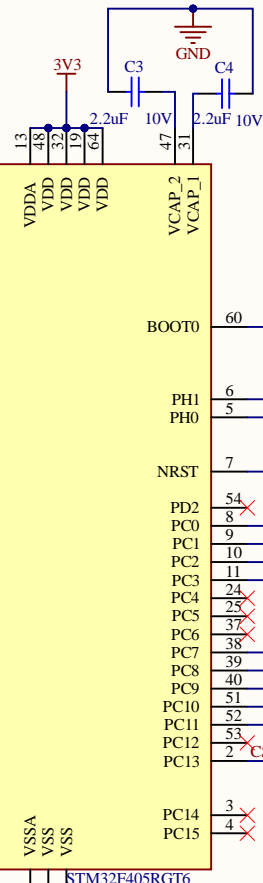 GND
3V3
C3
C4
2.2uF 10V
2.2uF 10V
13 48 32 19 64
47 31
VDDA VDD VDD VDD VDD
VCAP_2 VCAP_1
BOOT0 60
PH1 6
PH0 5
NRST 7
PD2 54
PC0 8
PC1 9
PC2 10
PC3 11
PC4 24
PC5 25
PC6 37
PC7 38
PC8 39
PC9 40
PC10 51
PC11 52
PC12 53
PC13 2
PC14 3
PC15 4
VSSA VSS VSS
STM32F405RGT6